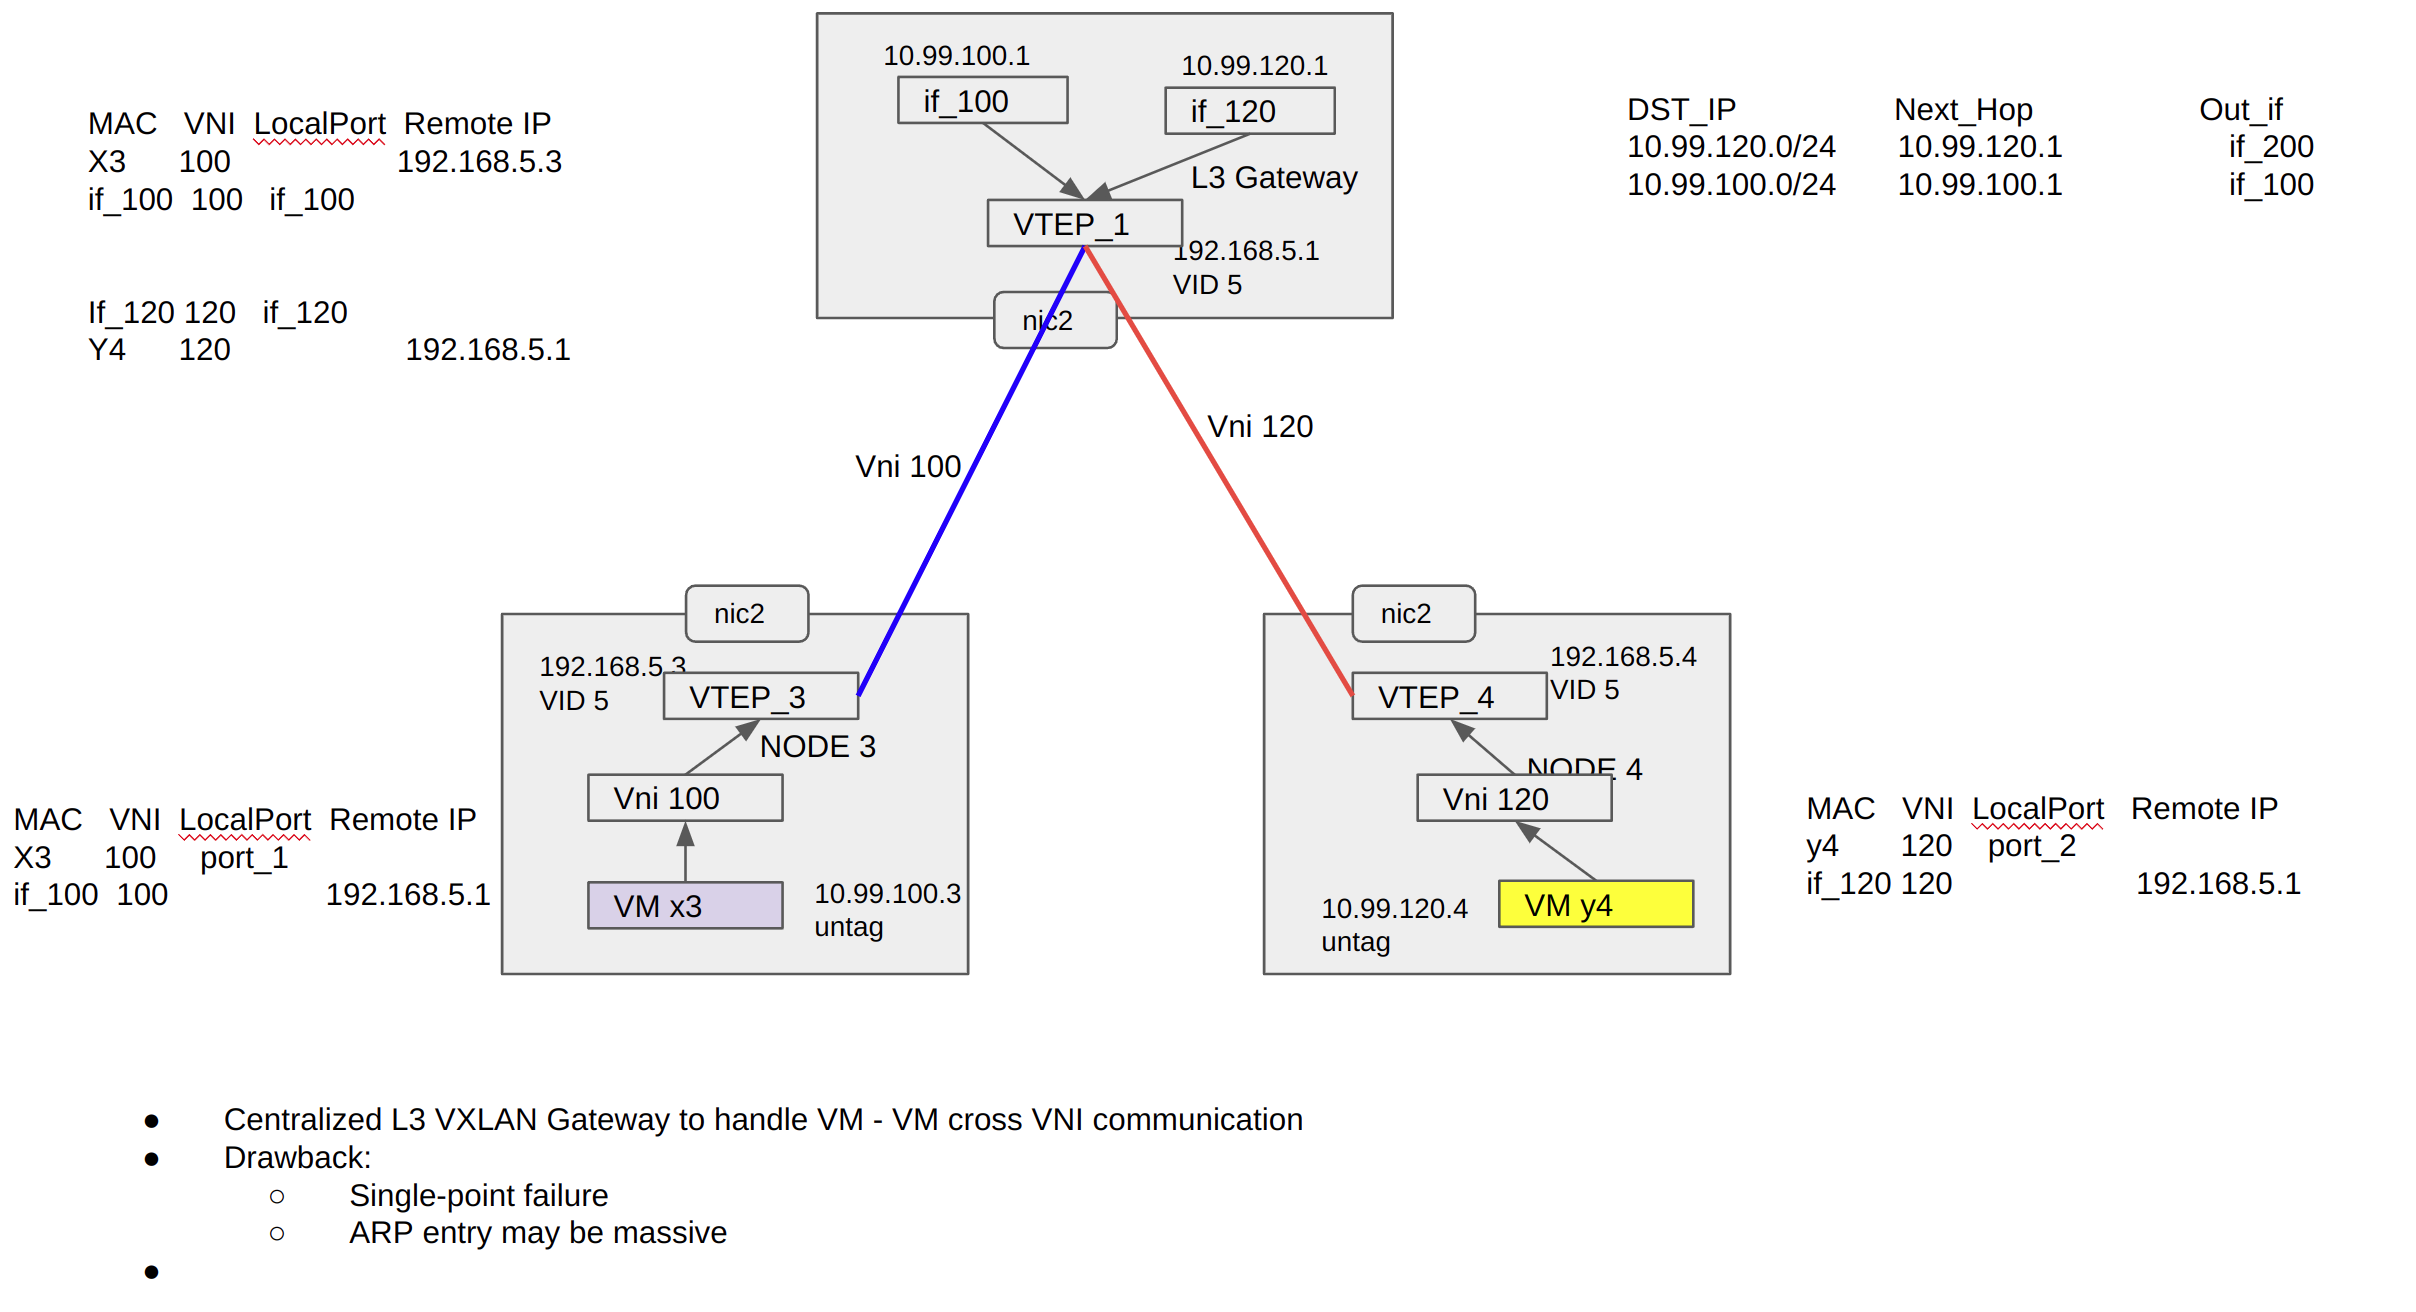 10.99.100.1
10.99.120.1
if_100
if_120
L3 Gateway
VTEP_1
192.168.5.1
VID 5
nic2
MAC VNI LocalPort Remote IP
X3 100 192.168.5.3
if_100 100 if_100
If_120 120 if_120
Y4 120 192.168.5.1
DST_IP Next_Hop Out_if
10.99.120.0/24 10.99.120.1 if_200
10.99.100.0/24 10.99.100.1 if_100
Vni 120
Vni 100
nic2
192.168.5.3
VID 5
VTEP_3
NODE 3
Vni 100
VM x3
10.99.100.3
untag
nic2
192.168.5.4
VID 5
VTEP_4
NODE 4
Vni 120
VM y4
10.99.120.4
untag
MAC VNI LocalPort Remote IP
X3 100 port_1
if_100 100 192.168.5.1
MAC VNI LocalPort Remote IP
y4 120 port_2
if_120 120 192.168.5.1
● Centralized L3 VXLAN Gateway to handle VM - VM cross VNI communication
● Drawback:
○ Single-point failure
○ ARP entry may be massive
●